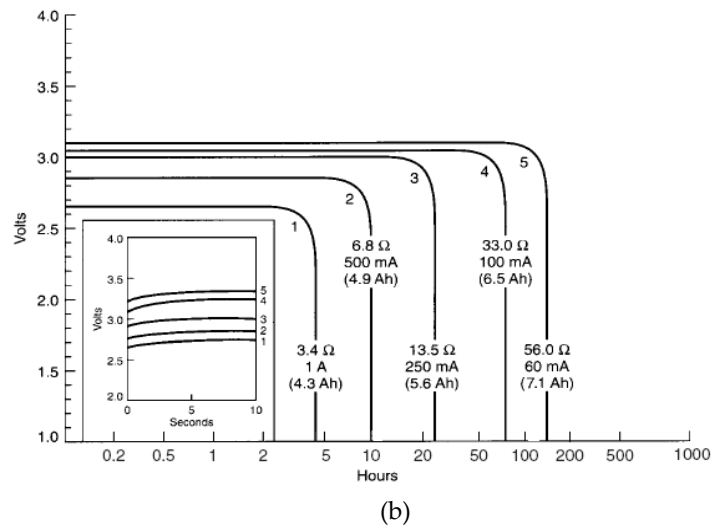 4.0
3.5
3.0
2.5
2.0
1.5
1.0
Volts
1
2
3
4
5
6.8 Ω
500 mA
(4.9 Ah)
33.0 Ω
100 mA
(6.5 Ah)
3.4 Ω
1 A
(4.3 Ah)
13.5 Ω
250 mA
(5.6 Ah)
56.0 Ω
60 mA
(7.1 Ah)
4.0
3.5
3.0
2.5
2.0
Volts
5
4
3
2
1
0 5 10
Seconds
0.2 0.5 1 2 5 10 20 50 100 200 500 1000
Hours
(b)